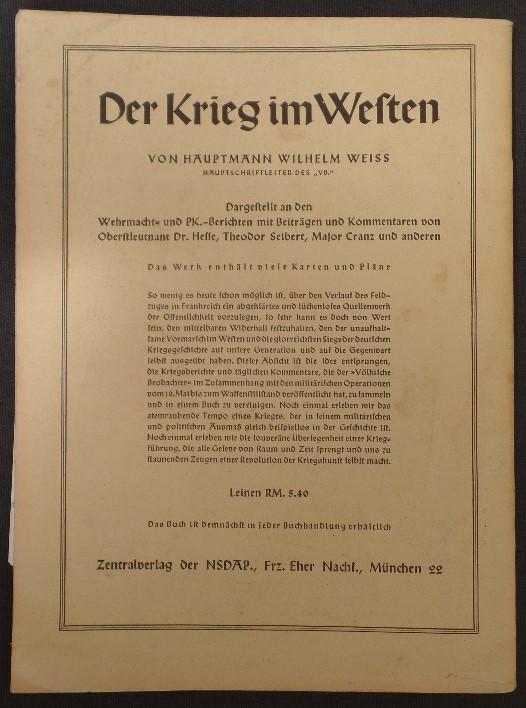 Der Krieg im Westen
VON HAUPTMANN WILHELM WEISS
HAUPTSCHRIFTLEITER DES „VB.“
Dargestellt an den
Wehrmacht- und PK.-Berichten mit Beiträgen und Kommentaren von
Oberstleutnant Dr. Hesse, Theodor Seibert, Major Cranz und anderen
Das Werk enthält viele Karten und Pläne
So wenig es heute schon möglich ist, über den Verlauf des Feld-
zuges in Frankreich ein abgeklärtes und lückenloses Quellenwerk
der Öffentlichkeit vorzulegen, so sehr kann es doch von Wert
sein, den mittelbaren Widerhall festzuhalten, den der unaufhalt-
same Vormarsch im Westen und die glorreichsten Siege der deutschen
Kriegsgeschichte auf unsere Generation und auf die Gegenwart
selbst ausgeübt haben. Dieser Absicht ist die Idee entsprungen,
die Kriegsberichte und täglichen Kommentare, die der »Völkische
Beobachter« im Zusammenhang mit den militärischen Operationen
vom 10. Mai bis zum Waffenstillstand veröffentlicht hat, zu sammeln
und in einem Buch zu vereinigen. Noch einmal erleben wir das
atemraubende Tempo eines Krieges, der in seinem militärischen
und politischen Ausmaß gleich beispiellos in der Geschichte ist.
Noch einmal erleben wir die souveräne Überlegenheit einer Krieg-
führung, die alle Gesetze von Raum und Zeit sprengt und uns zu
staunenden Zeugen einer Revolution der Kriegskunst selbst macht.
Leinen RM. 5.40
Das Buch ist demnächst in jeder Buchhandlung erhältlich
Zentralverlag der NSDAP., Frz. Eher Nachf., München 22